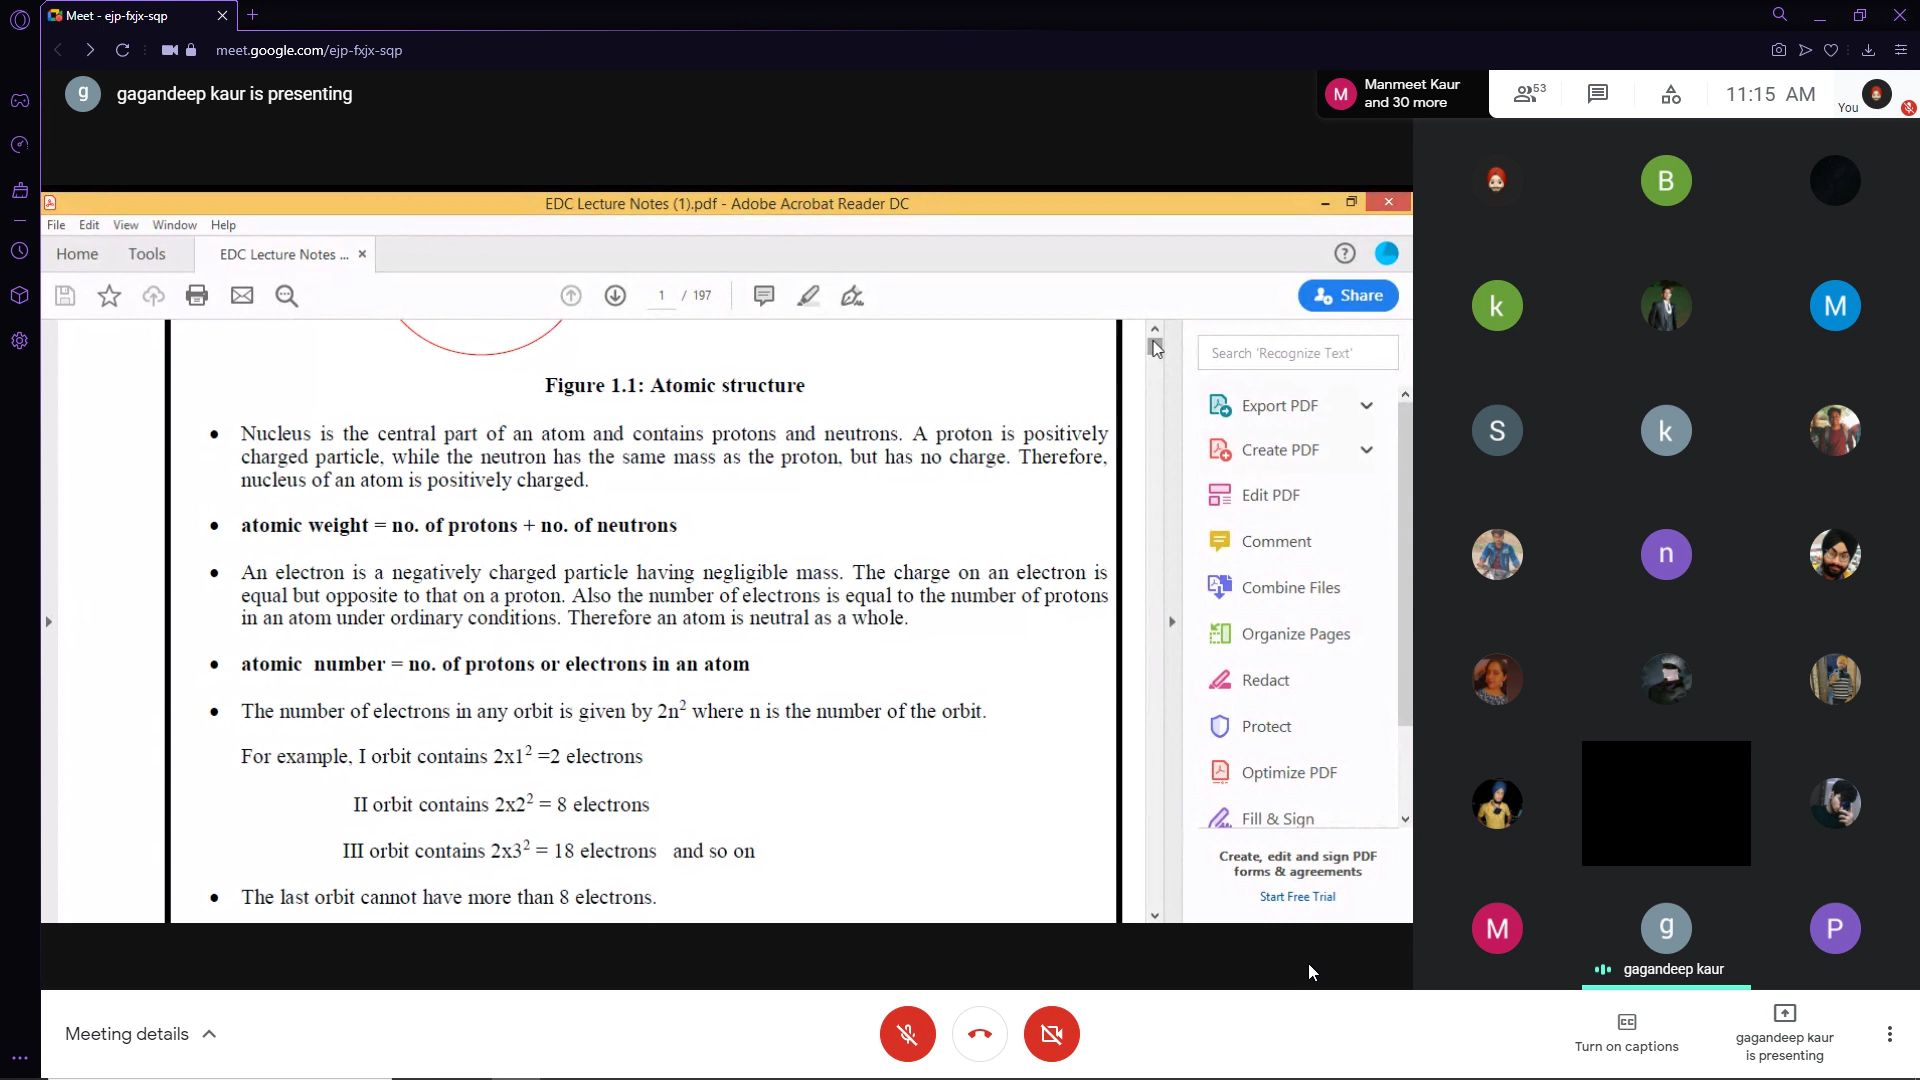 Meet - ejp-fxjx-sqp
meet.google.com/ejp-fxjx-sqp
g gagandeep kaur is presenting
M Manmeet Kaur
and 30 more
53
11:15 AM
You
EDC Lecture Notes (1).pdf - Adobe Acrobat Reader DC
File Edit View Window Help
Home Tools EDC Lecture Notes ...
1 / 197
Share
Figure 1.1: Atomic structure
• Nucleus is the central part of an atom and contains protons and neutrons. A proton is positively
charged particle, while the neutron has the same mass as the proton, but has no charge. Therefore,
nucleus of an atom is positively charged.
• atomic weight = no. of protons + no. of neutrons
• An electron is a negatively charged particle having negligible mass. The charge on an electron is
equal but opposite to that on a proton. Also the number of electrons is equal to the number of protons
in an atom under ordinary conditions. Therefore an atom is neutral as a whole.
• atomic number = no. of protons or electrons in an atom
• The number of electrons in any orbit is given by 2n² where n is the number of the orbit.
For example, I orbit contains 2x1² =2 electrons
II orbit contains 2x2² = 8 electrons
III orbit contains 2x3² = 18 electrons and so on
• The last orbit cannot have more than 8 electrons.
Search 'Recognize Text'
Export PDF
Create PDF
Edit PDF
Comment
Combine Files
Organize Pages
Redact
Protect
Optimize PDF
Fill & Sign
Create, edit and sign PDF
forms & agreements
Start Free Trial
B
k
M
S
k
n
M
g
P
gagandeep kaur
Meeting details
Turn on captions
gagandeep kaur
is presenting